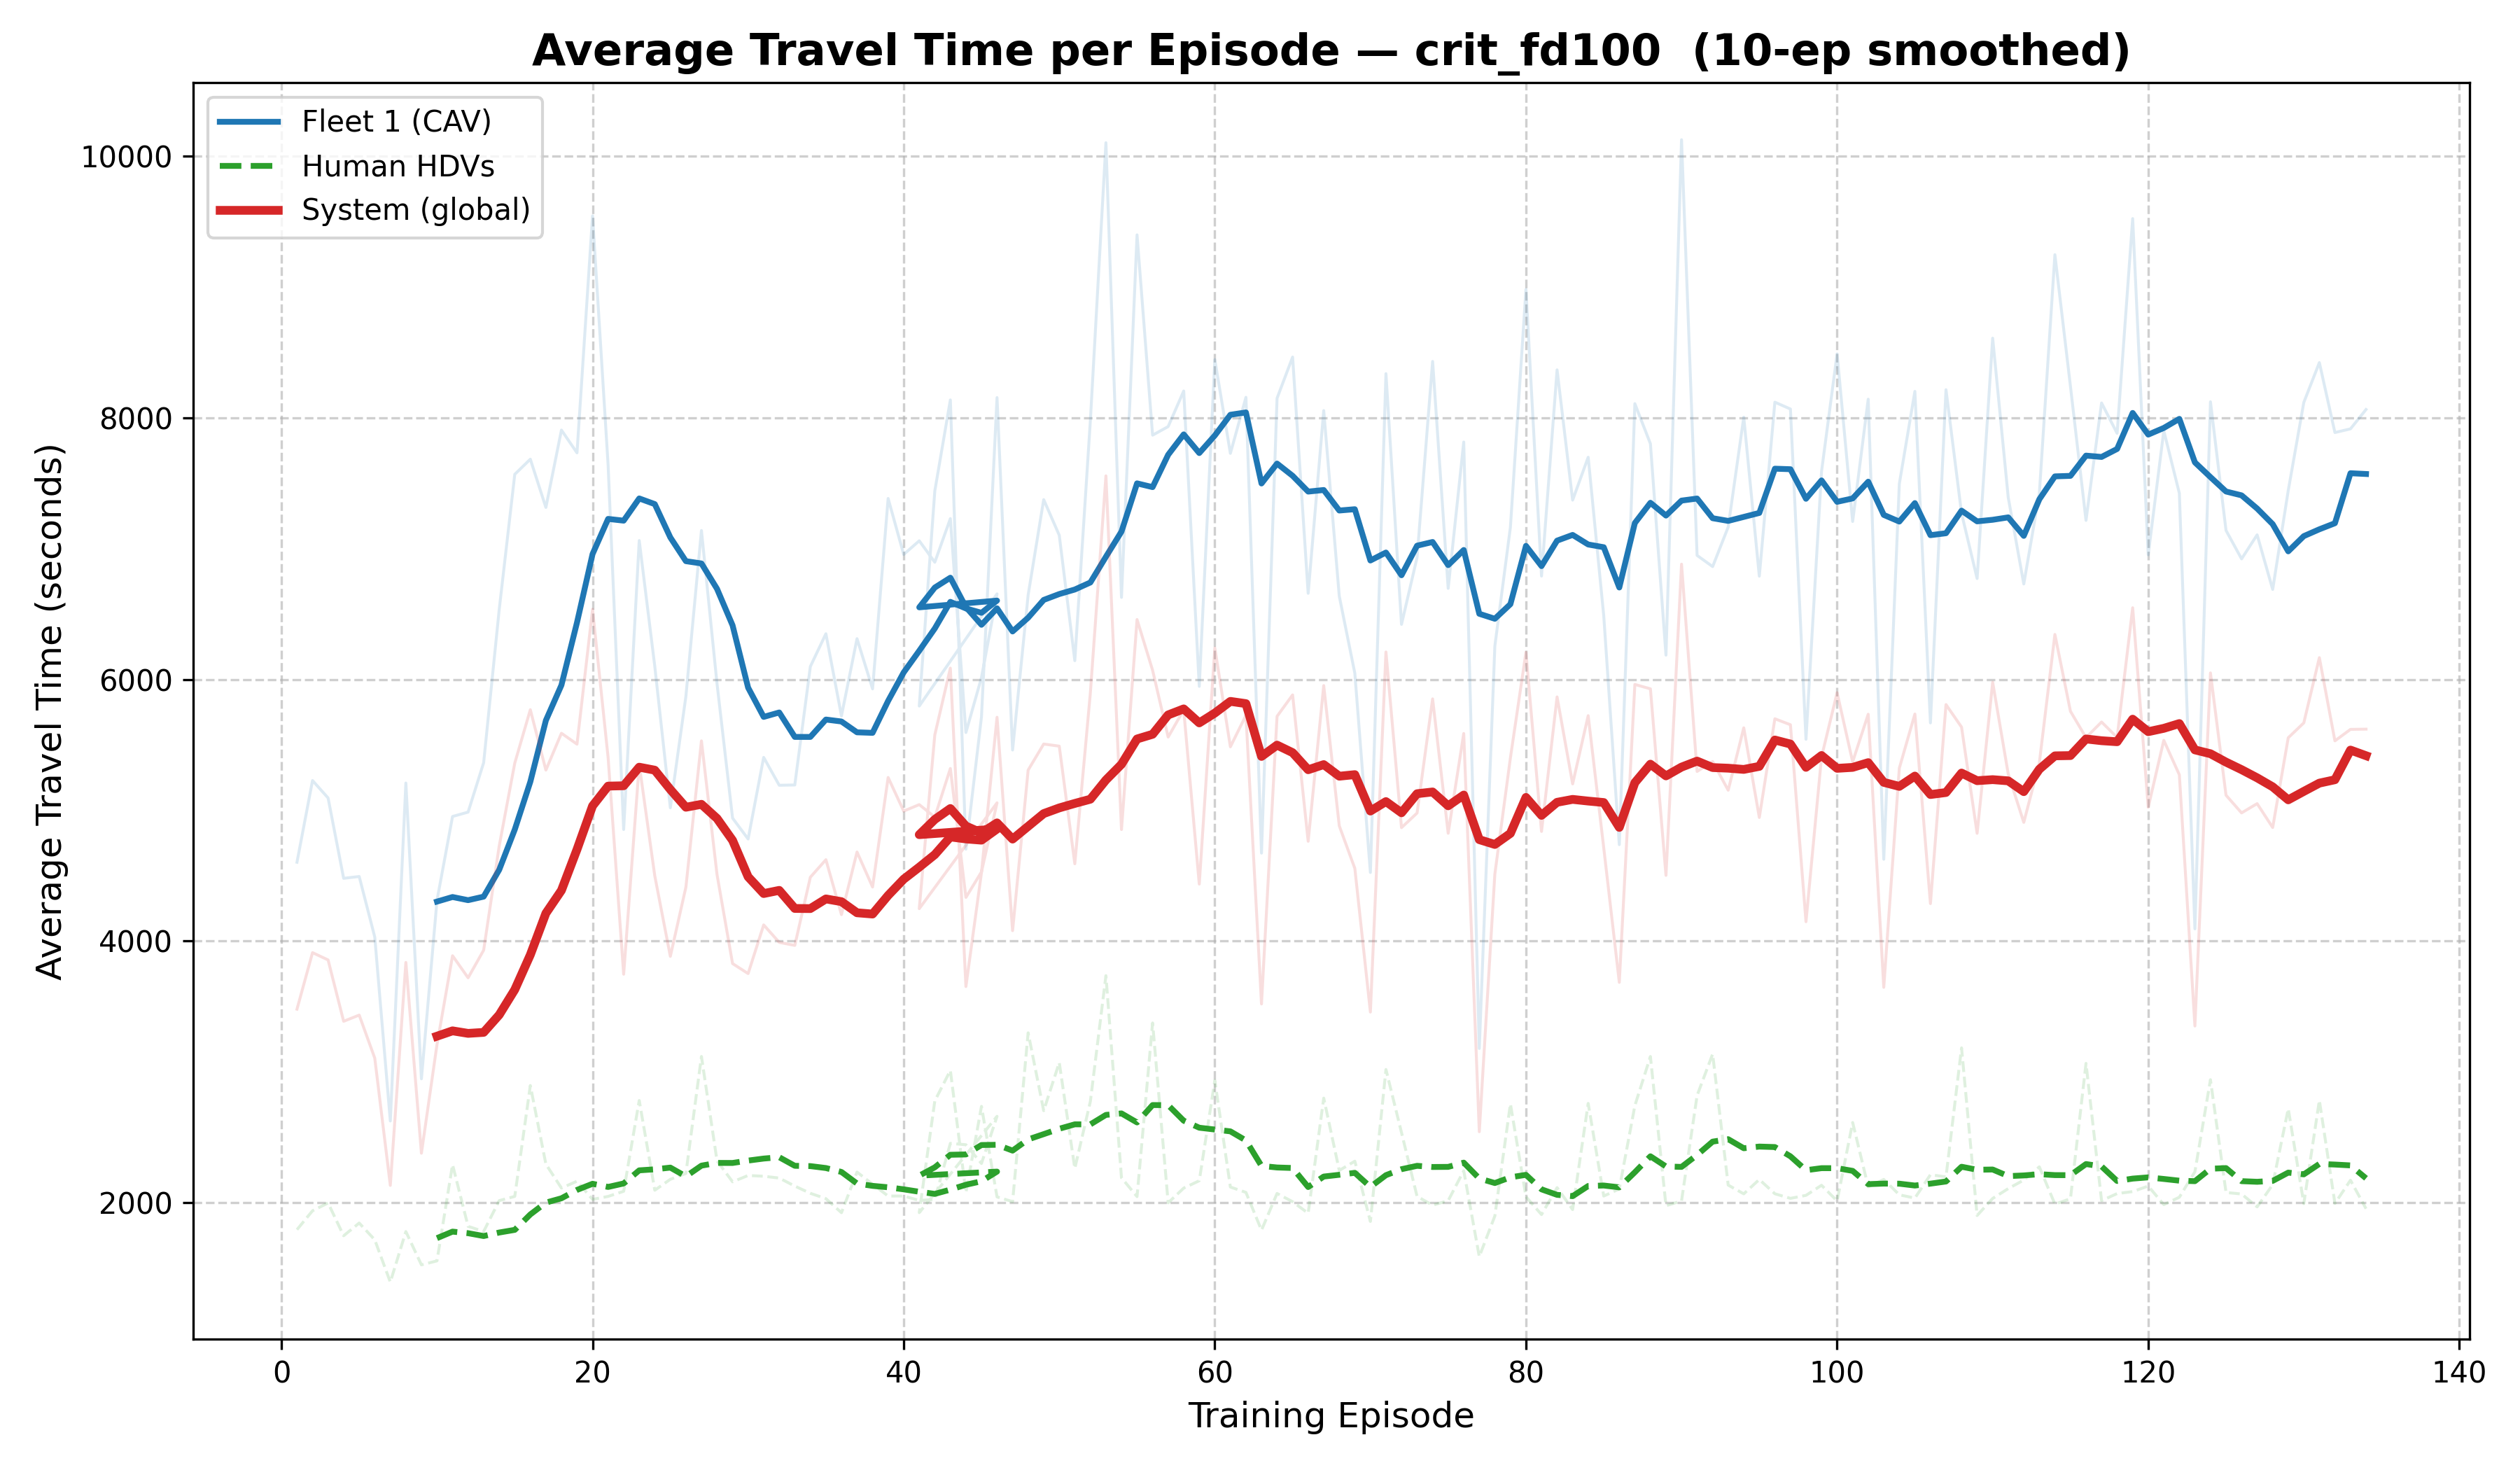 Average Travel Time per Episode — crit_fd100  (10-ep smoothed)
Fleet 1 (CAV)
Human HDVs
System (global)
Average Travel Time (seconds)
10000
8000
6000
4000
2000
0 20 40 60 80 100 120 140
Training Episode